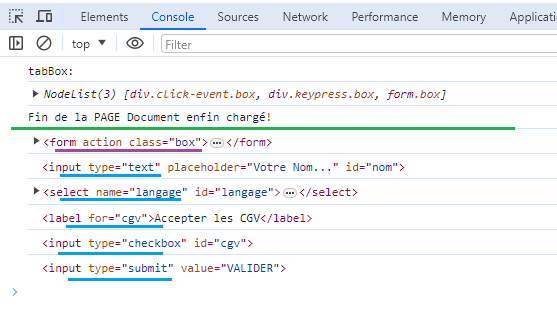 Elements Console Sources Network Performance Memory Applicatio
top Filter
tabBox:
NodeList(3) [div.click-event.box, div.keypress.box, form.box]
Fin de la PAGE Document enfin chargé!
<form action class="box">…</form>
<input type="text" placeholder="Votre Nom..." id="nom">
<select name="langage" id="langage">…</select>
<label for="cgv">Accepter les CGV</label>
<input type="checkbox" id="cgv">
<input type="submit" value="VALIDER">